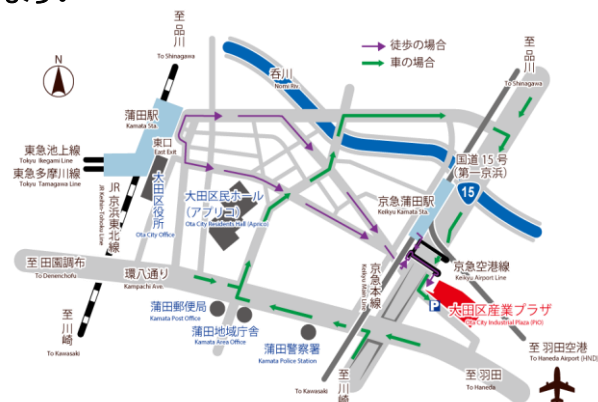 ます。
至品川
To Shinagawa
N
徒歩の場合
車の場合
至品川
To Shinagawa
呑川
Nomi Riv.
蒲田駅
Kamata Sta.
東口
East Exit
東急池上線
Tokyu Ikegami Line
東急多摩川線
Tokyu Tamagawa Line
国道15号
(第一京浜)
15
京急蒲田駅
Keikyu Kamata Sta.
大田区役所
Ota City Office
大田区民ホール
(アプリコ)
Ota City Residents Hall (Aprico)
JR京浜東北線
JR Keihin-Tohoku Line
至田園調布
To Denenchofu
環八通り
Kampachi Ave.
京急本線
Keikyu Main Line
京急空港線
Keikyu Airport Line
蒲田郵便局
Kamata Post Office
蒲田地域庁舎
Kamata Area Office
蒲田警察署
Kamata Police Station
P
大田区産業プラザ
Ota City Industrial Plaza (PiO)
至川崎
To Kawasaki
To Kawasaki
至川崎
至羽田
To Haneda
至羽田空港
To Haneda Airport (HND)